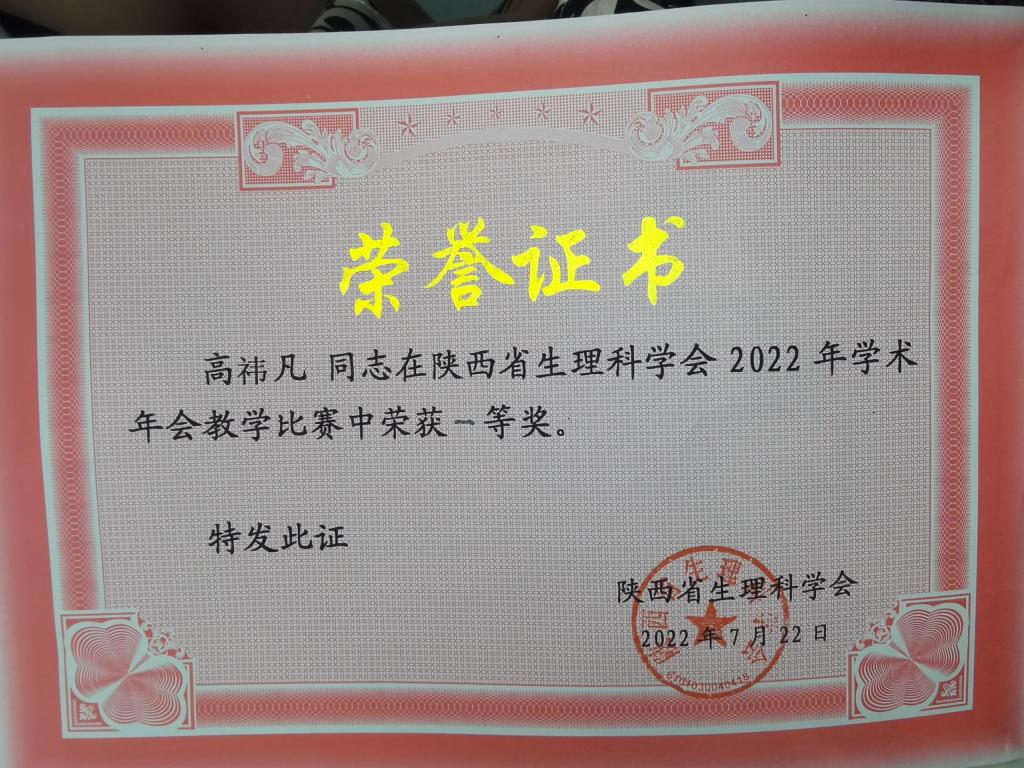 荣誉证书
高祎凡 同志在陕西省生理科学会 2022 年学术
年会教学比赛中荣获一等奖。
特发此证
陕西省生理科学会
2022 年 7 月 22 日